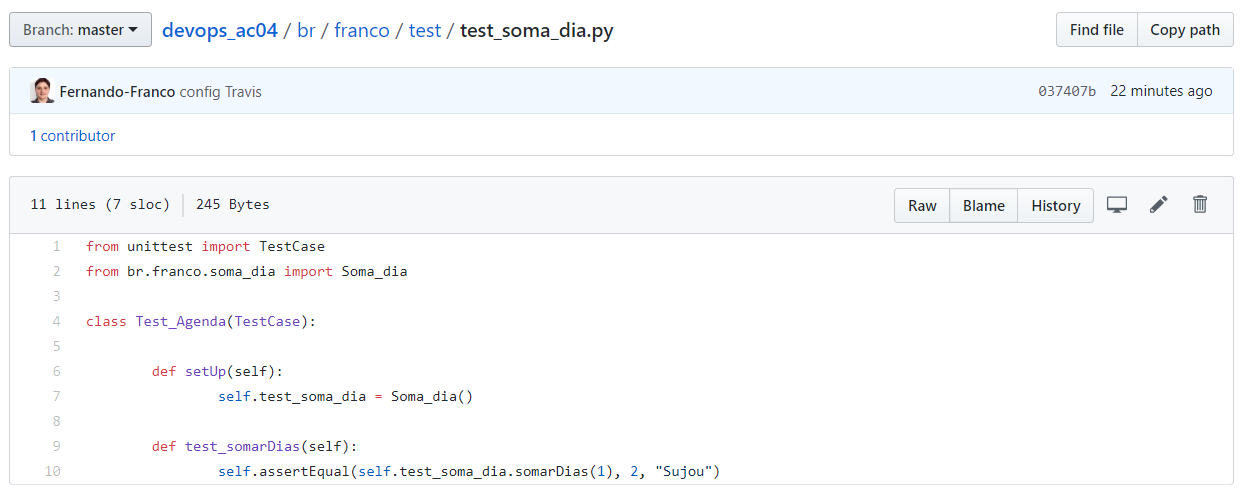 Branch: master devops_ac04 / br / franco / test / test_soma_dia.py Find file Copy path
Fernando-Franco config Travis 037407b 22 minutes ago
1 contributor
11 lines (7 sloc) 245 Bytes Raw Blame History
1 from unittest import TestCase
2 from br.franco.soma_dia import Soma_dia
3
4 class Test_Agenda(TestCase):
5
6 def setUp(self):
7 self.test_soma_dia = Soma_dia()
8
9 def test_somarDias(self):
10 self.assertEqual(self.test_soma_dia.somarDias(1), 2, "Sujou")